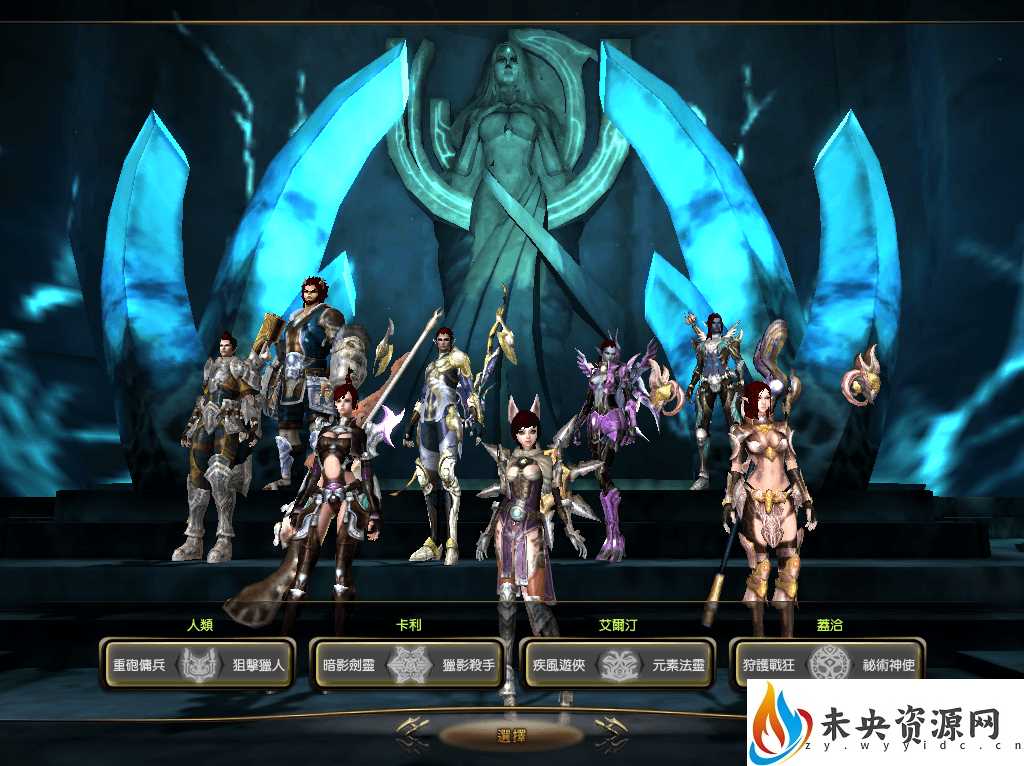 人類
卡利
艾爾汀
蓋洽
重砲傭兵
狙擊獵人
暗影劍靈
獵影殺手
疾風遊俠
元素法靈
狩護戰狂
祕術神使
選擇
未央资源网
zy.wyyidc.cn